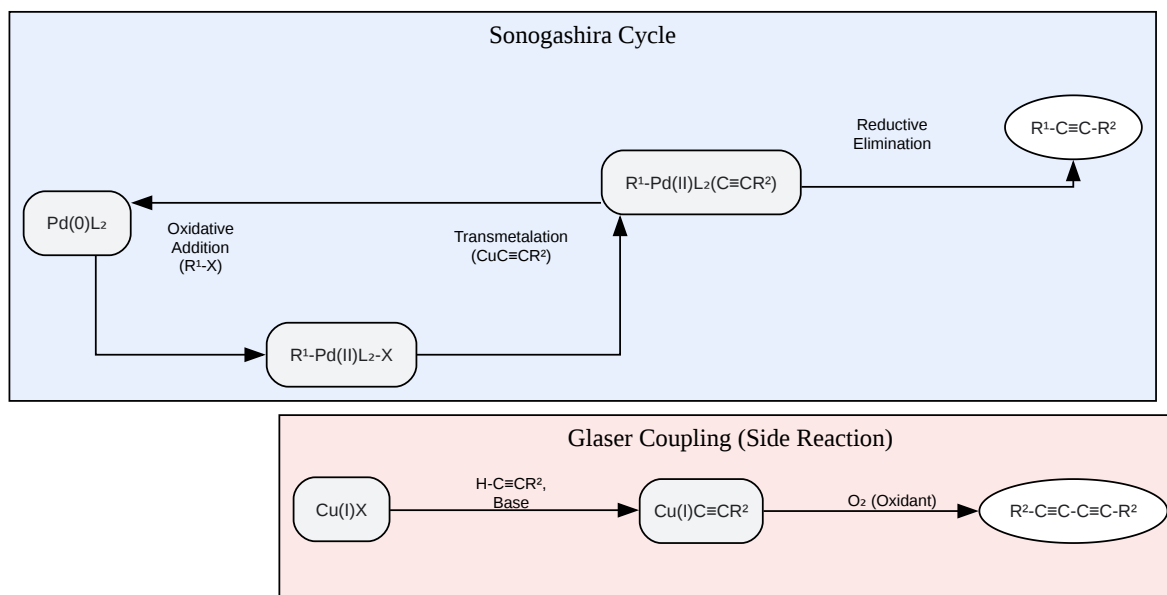 Sonogashira Cycle
Reductive
Elimination
R¹-C≡C-R²
R¹-Pd(II)L₂(C≡CR²)
Pd(0)L₂
Oxidative
Addition
(R¹-X)
Transmetalation
(CuC≡CR²)
R¹-Pd(II)L₂-X
Glaser Coupling (Side Reaction)
Cu(I)X
H-C≡CR²,
Base
Cu(I)C≡CR²
O₂ (Oxidant)
R²-C≡C-C≡C-R²